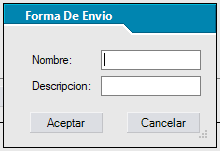 Forma De Envio
Nombre:
Descripcion:
Aceptar Cancelar